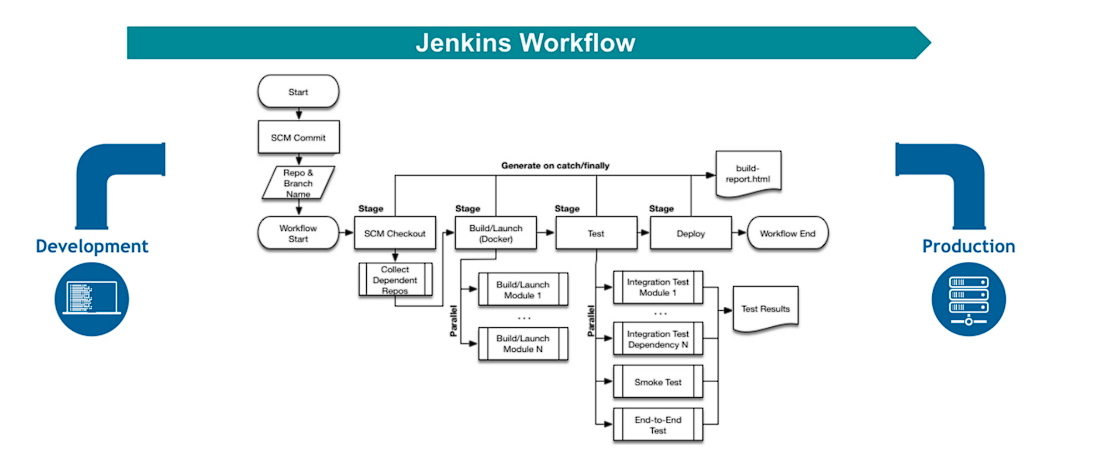 Jenkins Workflow
Start
SCM Commit
Repo &
Branch
Name
Generate on catch/finally
build-
report.html
Stage
Stage
Stage
Stage
Workflow
Start
SCM Checkout
Build/Launch
(Docker)
Test
Deploy
Workflow End
Development
Production
Collect
Dependent
Repos
Parallel
Build/Launch
Module 1
...
Build/Launch
Module N
Parallel
Integration Test
Module 1
...
Integration Test
Dependency N
Smoke Test
End-to-End
Test
Test Results